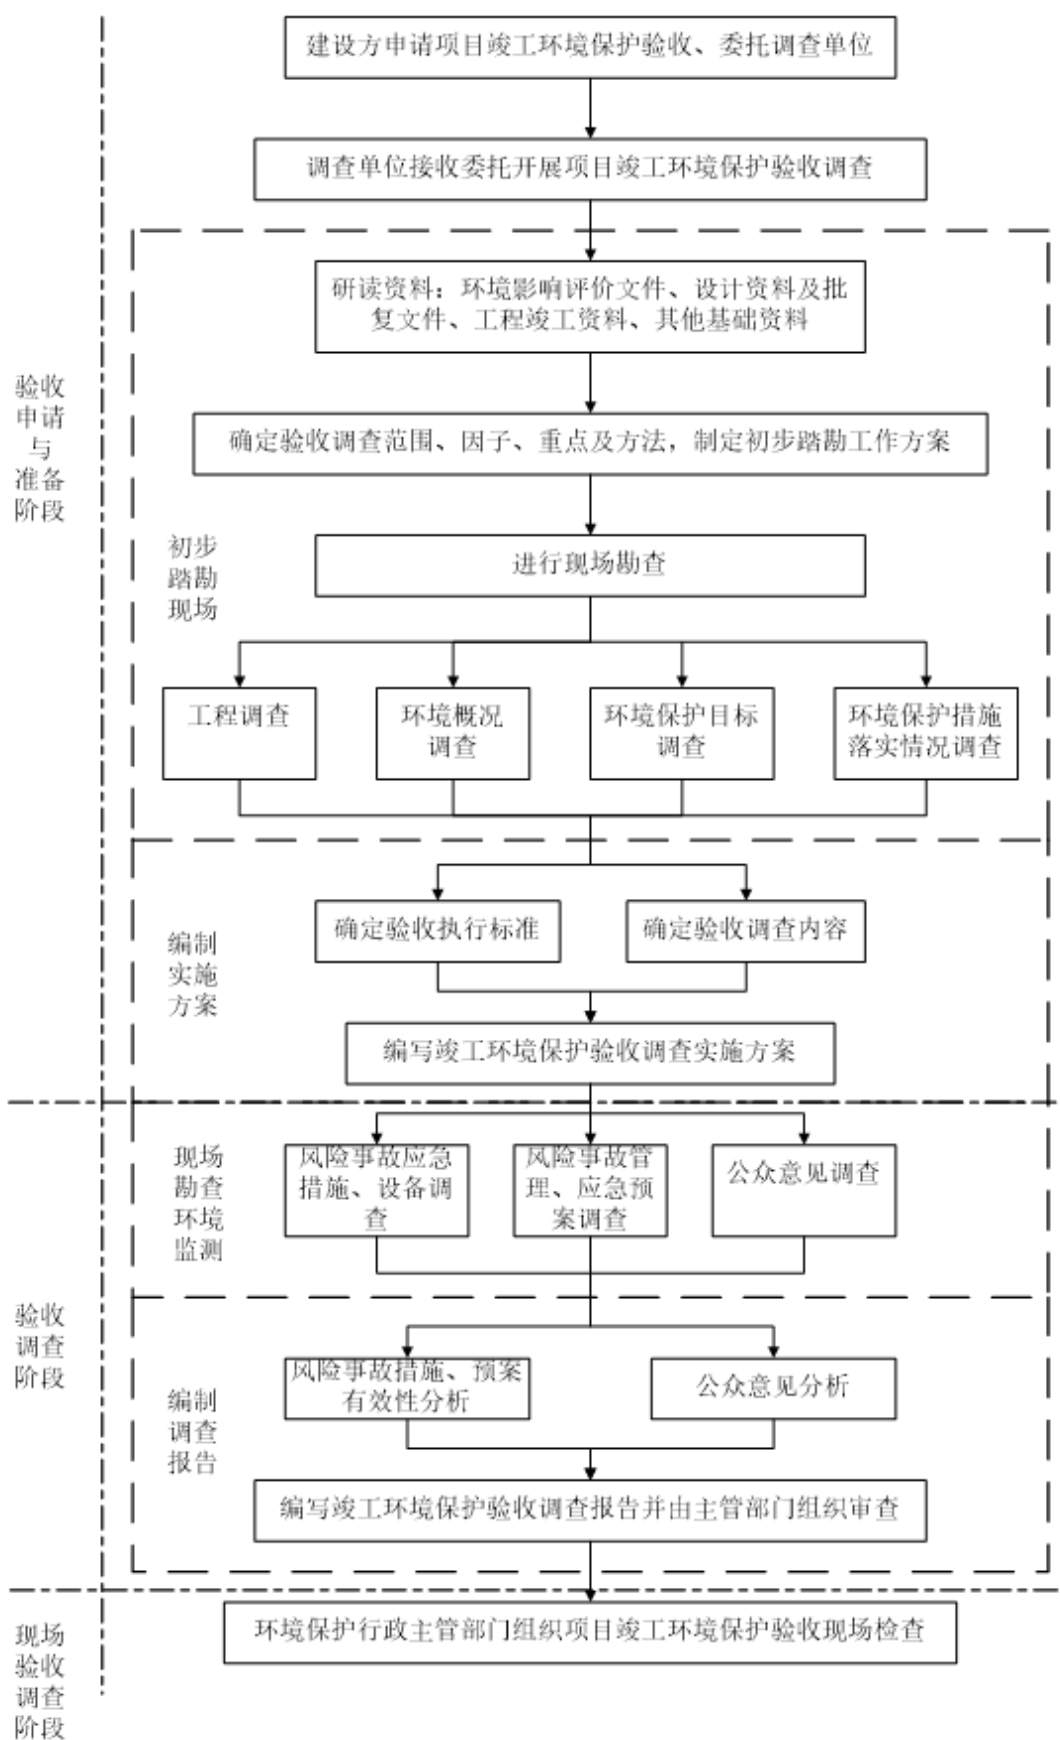 建设方申请项目竣工环境保护验收、委托调查单位
调查单位接收委托开展项目竣工环境保护验收调查
研读资料：环境影响评价文件、设计资料及批
复文件、工程竣工资料、其他基础资料
验收
申请
与
准备
阶段
确定验收调查范围、因子、重点及方法，制定初步踏勘工作方案
初步
踏勘
现场
进行现场勘查
工程调查
环境概况
调查
环境保护目标
调查
环境保护措施
落实情况调查
编制
实施
方案
确定验收执行标准
确定验收调查内容
编写竣工环境保护验收调查实施方案
现场
勘查
环境
监测
风险事故应急
措施、设备调
查
风险事故管
理、应急预
案调查
公众意见调查
验收
调查
阶段
编制
调查
报告
风险事故措施、预案
有效性分析
公众意见分析
编写竣工环境保护验收调查报告并由主管部门组织审查
现场
验收
调查
阶段
环境保护行政主管部门组织项目竣工环境保护验收现场检查